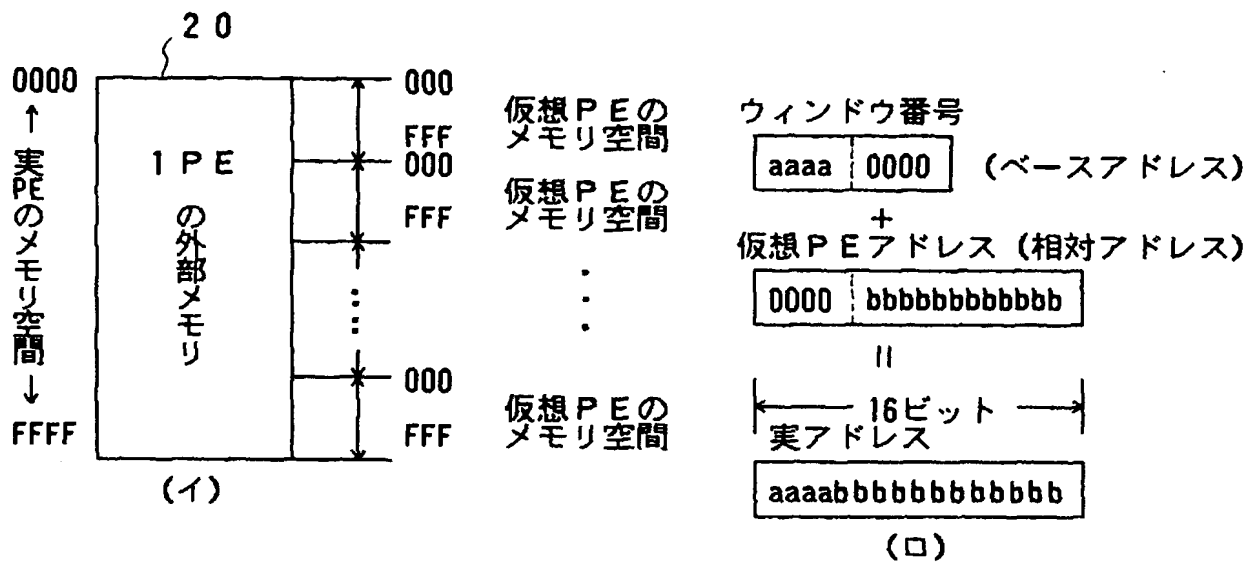 20
0000
↑
実PEのメモリ空間
↓
FFFF
1PE
の外部メモリ
000
FFF
仮想PEの
メモリ空間
000
FFF
仮想PEの
メモリ空間
000
FFF
仮想PEの
メモリ空間
(イ)
ウィンドウ番号
aaaa 0000 (ベースアドレス)
+
仮想PEアドレス(相対アドレス)
0000 bbbbbbbbbbbb
=
16ビット
実アドレス
aaaabbbbbbbbbbbb
(ロ)